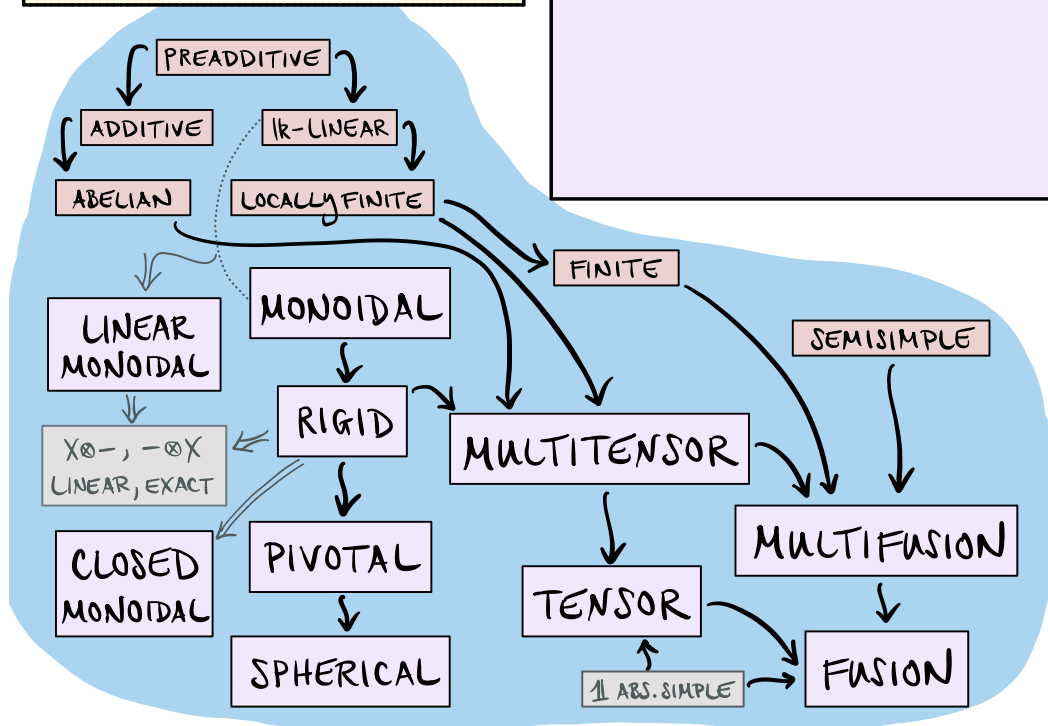 PREADDITIVE
ADDITIVE
𝕜-LINEAR
ABELIAN
LOCALLY FINITE
FINITE
MONOIDAL
LINEAR
MONOIDAL
SEMISIMPLE
RIGID
MULTITENSOR
X⊗-, -⊗X
LINEAR, EXACT
CLOSED
MONOIDAL
PIVOTAL
MULTIFUSION
TENSOR
SPHERICAL
𝟙 ABS. SIMPLE
FUSION